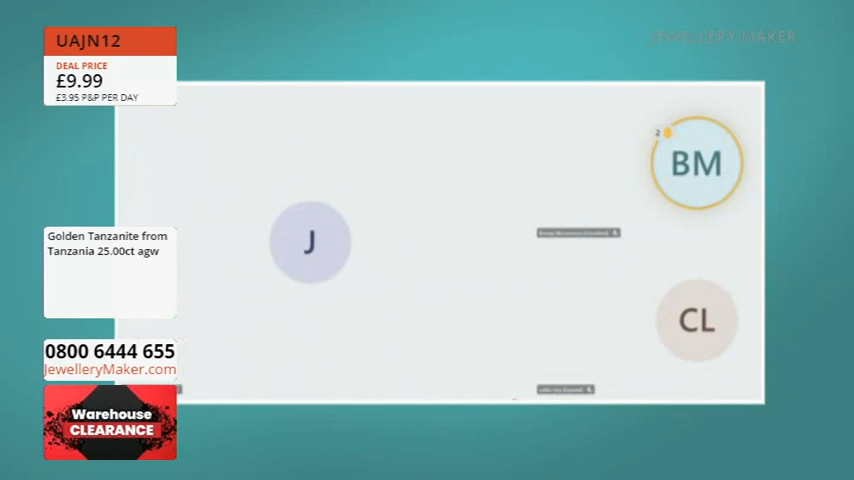 UAJN12
DEAL PRICE
£9.99
£3.95 P&P PER DAY
JEWELLERY MAKER
2
BM
J
CL
Golden Tanzanite from
Tanzania 25.00ct agw
0800 6444 655
JewelleryMaker.com
Warehouse
CLEARANCE